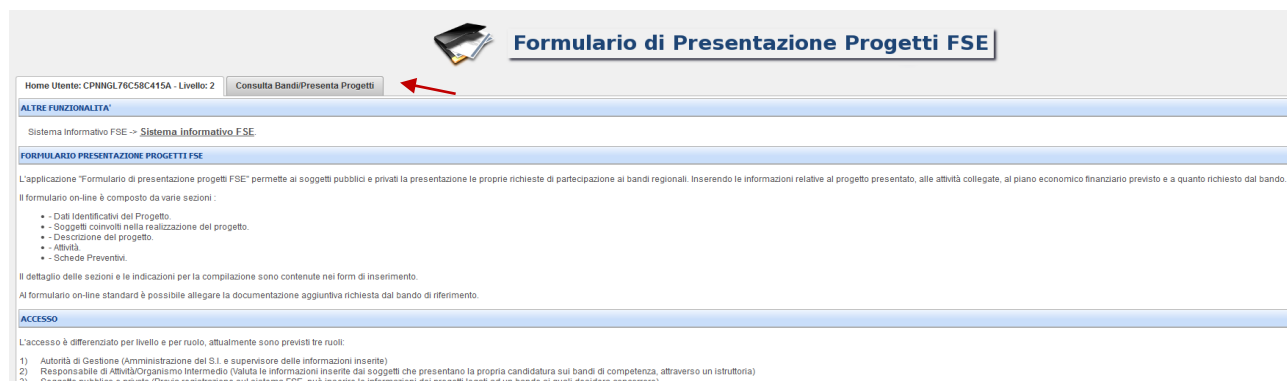 Formulario di Presentazione Progetti FSE
Home Utente: CPNNGL76C58C415A - Livello: 2
Consulta Bandi/Presenta Progetti
ALTRE FUNZIONALITA'
Sistema Informativo FSE -> Sistema informativo FSE.
FORMULARIO PRESENTAZIONE PROGETTI FSE
L'applicazione "Formulario di presentazione progetti FSE" permette ai soggetti pubblici e privati la presentazione le proprie richieste di partecipazione ai bandi regionali. Inserendo le informazioni relative al progetto presentato, alle attività collegate, al piano economico finanziario previsto e a quanto richiesto dal bando.
Il formulario on-line è composto da varie sezioni :
• - Dati Identificativi del Progetto.
• - Soggetti coinvolti nella realizzazione del progetto.
• - Descrizione del progetto.
• - Attività.
• - Schede Preventivi.
Il dettaglio delle sezioni e le indicazioni per la compilazione sono contenute nei form di inserimento.
Al formulario on-line standard è possibile allegare la documentazione aggiuntiva richiesta dal bando di riferimento.
ACCESSO
L'accesso è differenziato per livello e per ruolo, attualmente sono previsti tre ruoli:
1) Autorità di Gestione (Amministrazione del S.I. e supervisore delle informazioni inserite)
2) Responsabile di Attività/Organismo Intermedio (Valuta le informazioni inserite dai soggetti che presentano la propria candidatura sui bandi di competenza, attraverso un istruttoria)